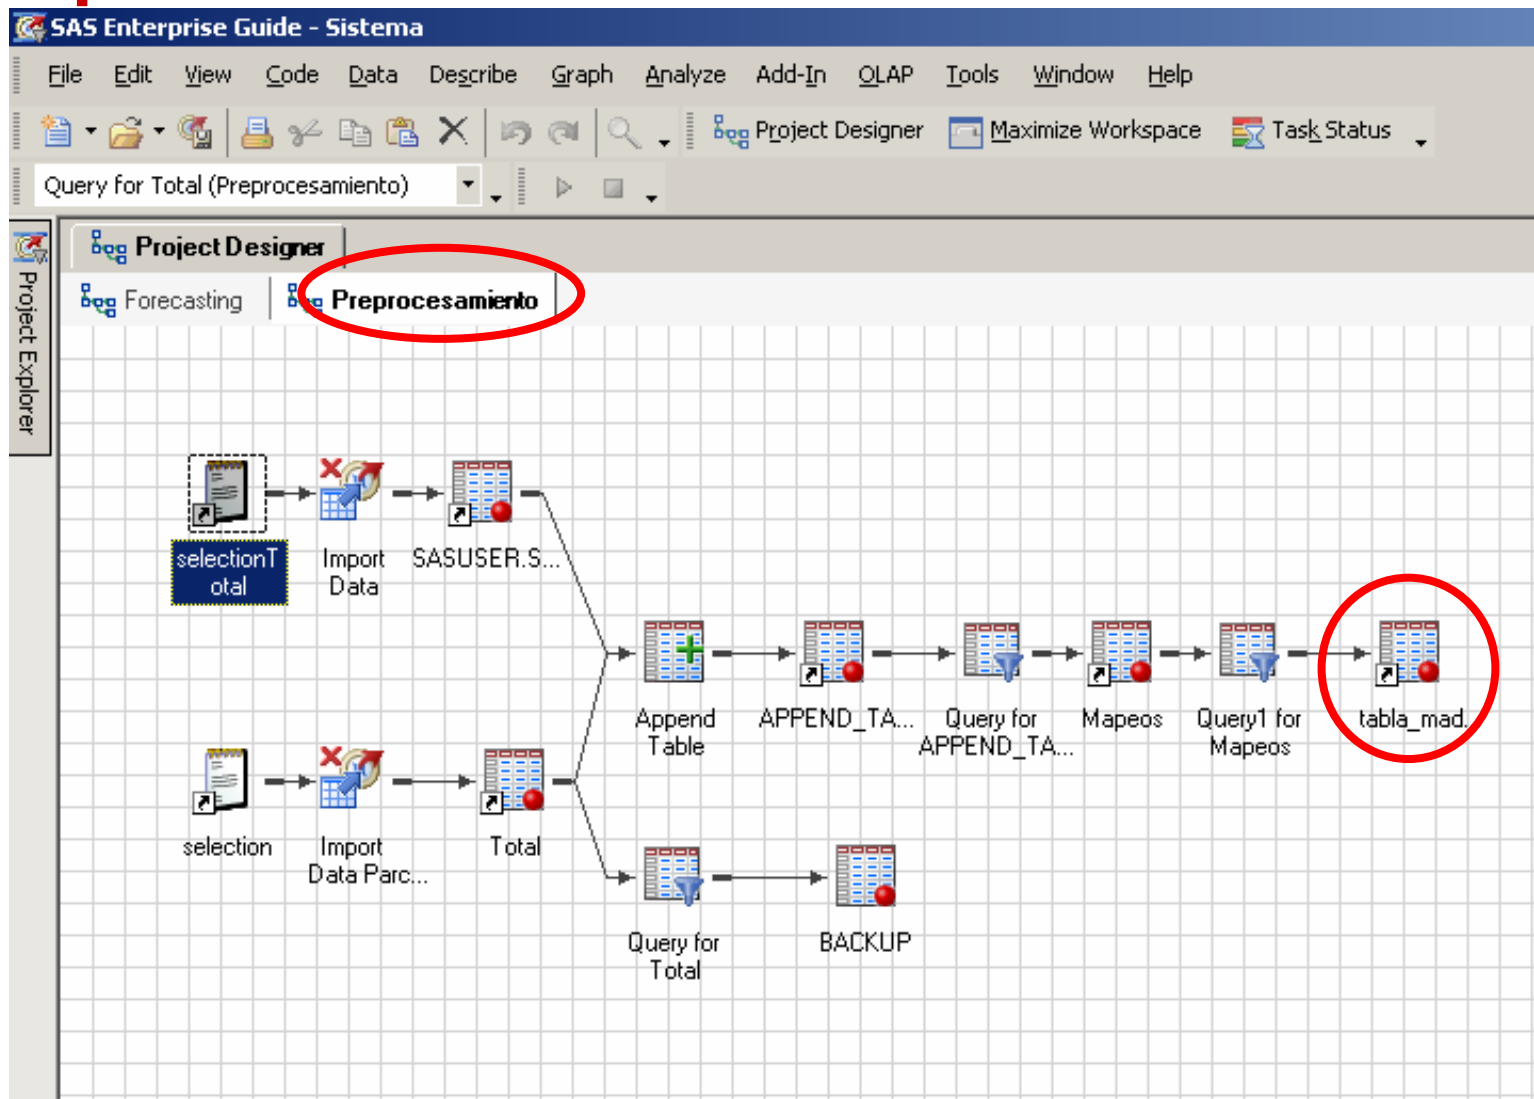 SAS Enterprise Guide - Sistema
File Edit View Code Data Describe Graph Analyze Add-In OLAP Tools Window Help
Project Designer Maximize Workspace Task Status
Query for Total (Preprocesamiento)
Project Explorer
Project Designer
Forecasting Preprocesamiento
selectionT
otal
Import
Data
SASUSER.S...
Append
Table
APPEND_TA...
Query for
APPEND_TA...
Mapeos
Query1 for
Mapeos
tabla_mad.
selection
Import
Data Parc...
Total
Query for
Total
BACKUP